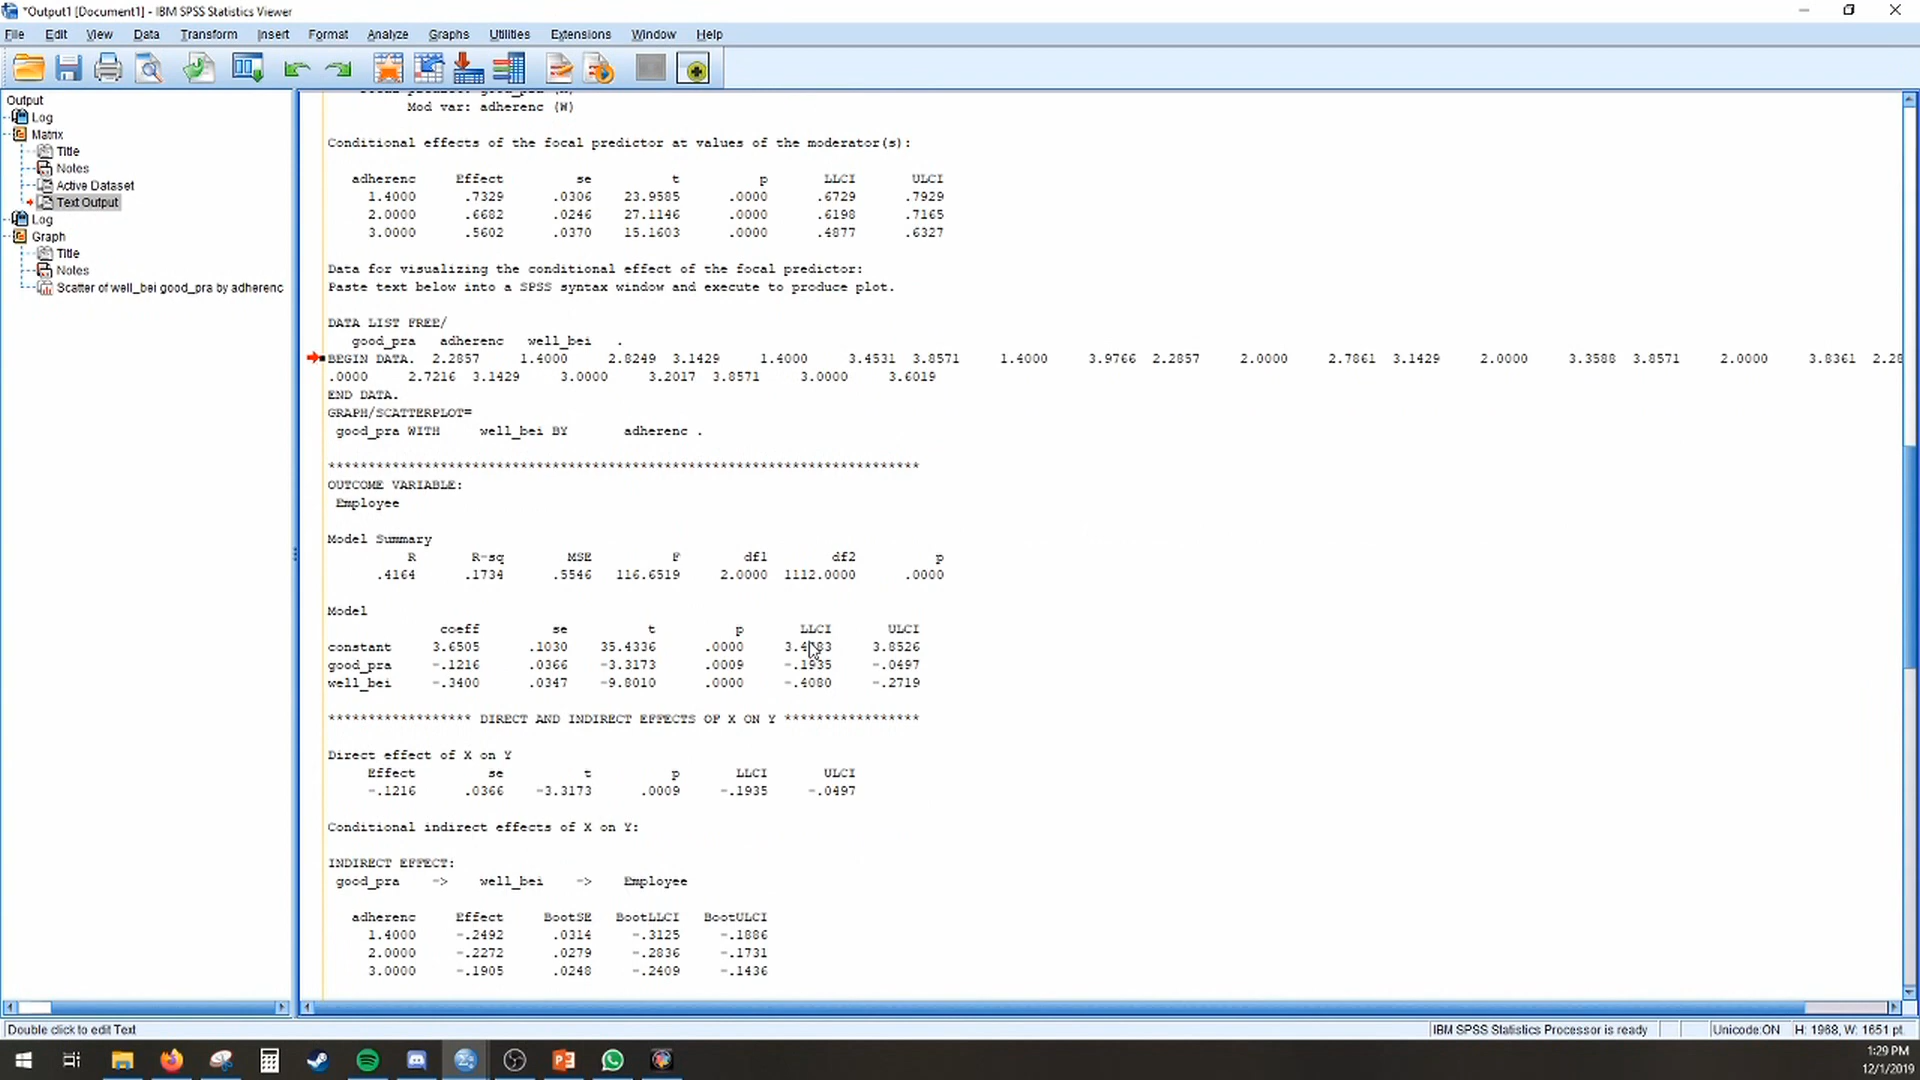 *Output1 [Document1] - IBM SPSS Statistics Viewer
File Edit View Data Transform Insert Format Analyze Graphs Utilities Extensions Window Help
Output
Log
Matrix
Title
Notes
Active Dataset
Text Output
Log
Graph
Title
Notes
Scatter of well_bei good_pra by adherenc
Mod var: adherenc (W)
Conditional effects of the focal predictor at values of the moderator(s):
adherenc Effect se t p LLCI ULCI
1.4000 .7329 .0306 23.9585 .0000 .6729 .7929
2.0000 .6682 .0246 27.1146 .0000 .6198 .7165
3.0000 .5602 .0370 15.1603 .0000 .4877 .6327
Data for visualizing the conditional effect of the focal predictor:
Paste text below into a SPSS syntax window and execute to produce plot.
DATA LIST FREE/
good_pra adherenc well_bei .
BEGIN DATA. 2.2857 1.4000 2.8249 3.1429 1.4000 3.4531 3.8571 1.4000 3.9766 2.2857 2.0000 2.7861 3.1429 2.0000 3.3588 3.8571 2.0000 3.8361 2.28
.0000 2.7216 3.1429 3.0000 3.2017 3.8571 3.0000 3.6019
END DATA.
GRAPH/SCATTERPLOT=
good_pra WITH well_bei BY adherenc .
**************************************************************************
OUTCOME VARIABLE:
Employee
Model Summary
R R-sq MSE F df1 df2 p
.4164 .1734 .5546 116.6519 2.0000 1112.0000 .0000
Model
coeff se t p LLCI ULCI
constant 3.6505 .1030 35.4336 .0000 3.8526
good_pra -.1216 .0366 -3.3173 .0009 -.1935 -.0497
well_bei -.3400 .0347 -9.8010 .0000 -.4080 -.2719
****************** DIRECT AND INDIRECT EFFECTS OF X ON Y *****************
Direct effect of X on Y
Effect se t p LLCI ULCI
-.1216 .0366 -3.3173 .0009 -.1935 -.0497
Conditional indirect effects of X on Y:
INDIRECT EFFECT:
good_pra -> well_bei -> Employee
adherenc Effect BootSE BootLLCI BootULCI
1.4000 -.2492 .0314 -.3125 -.1886
2.0000 -.2272 .0279 -.2836 -.1731
3.0000 -.1905 .0248 -.2409 -.1436
Double click to edit Text IBM SPSS Statistics Processor is ready Unicode:ON H: 1968, W: 1651 pt.
1:29 PM
12/1/2019